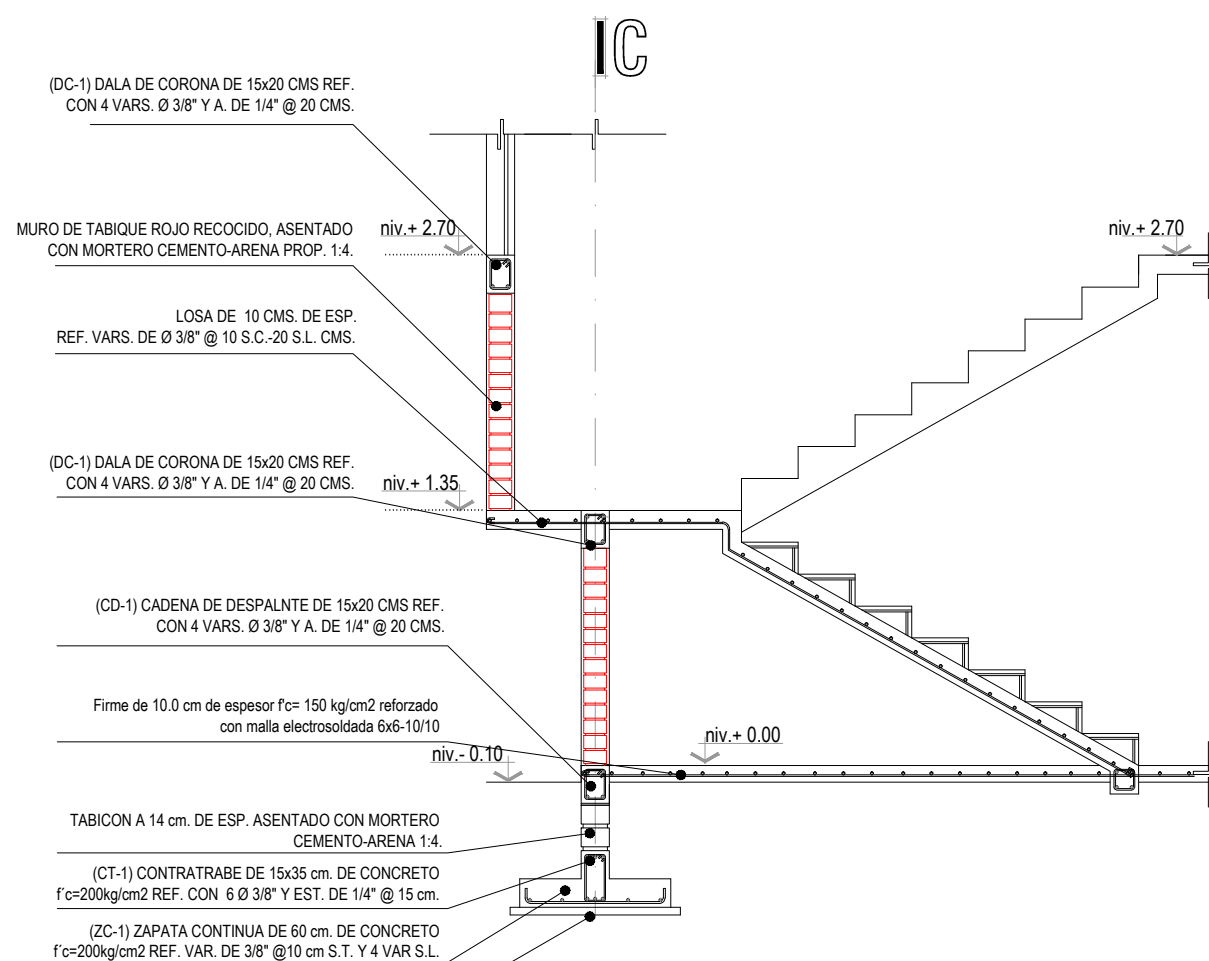 IC
(DC-1) DALA DE CORONA DE 15x20 CMS REF.
CON 4 VARS. Ø 3/8" Y A. DE 1/4" @ 20 CMS.
MURO DE TABIQUE ROJO RECOCIDO, ASENTADO
CON MORTERO CEMENTO-ARENA PROP. 1:4.
niv.+ 2.70
niv.+ 2.70
LOSA DE 10 CMS. DE ESP.
REF. VARS. DE Ø 3/8" @ 10 S.C.-20 S.L. CMS.
(DC-1) DALA DE CORONA DE 15x20 CMS REF.
CON 4 VARS. Ø 3/8" Y A. DE 1/4" @ 20 CMS.
niv.+ 1.35
(CD-1) CADENA DE DESPALNTE DE 15x20 CMS REF.
CON 4 VARS. Ø 3/8" Y A. DE 1/4" @ 20 CMS.
Firme de 10.0 cm de espesor f'c= 150 kg/cm2 reforzado
con malla electrosoldada 6x6-10/10
niv.- 0.10
niv.+ 0.00
TABICON A 14 cm. DE ESP. ASENTADO CON MORTERO
CEMENTO-ARENA 1:4.
(CT-1) CONTRATRABE DE 15x35 cm. DE CONCRETO
f´c=200kg/cm2 REF. CON 6 Ø 3/8" Y EST. DE 1/4" @ 15 cm.
(ZC-1) ZAPATA CONTINUA DE 60 cm. DE CONCRETO
f´c=200kg/cm2 REF. VAR. DE 3/8" @10 cm S.T. Y 4 VAR S.L.